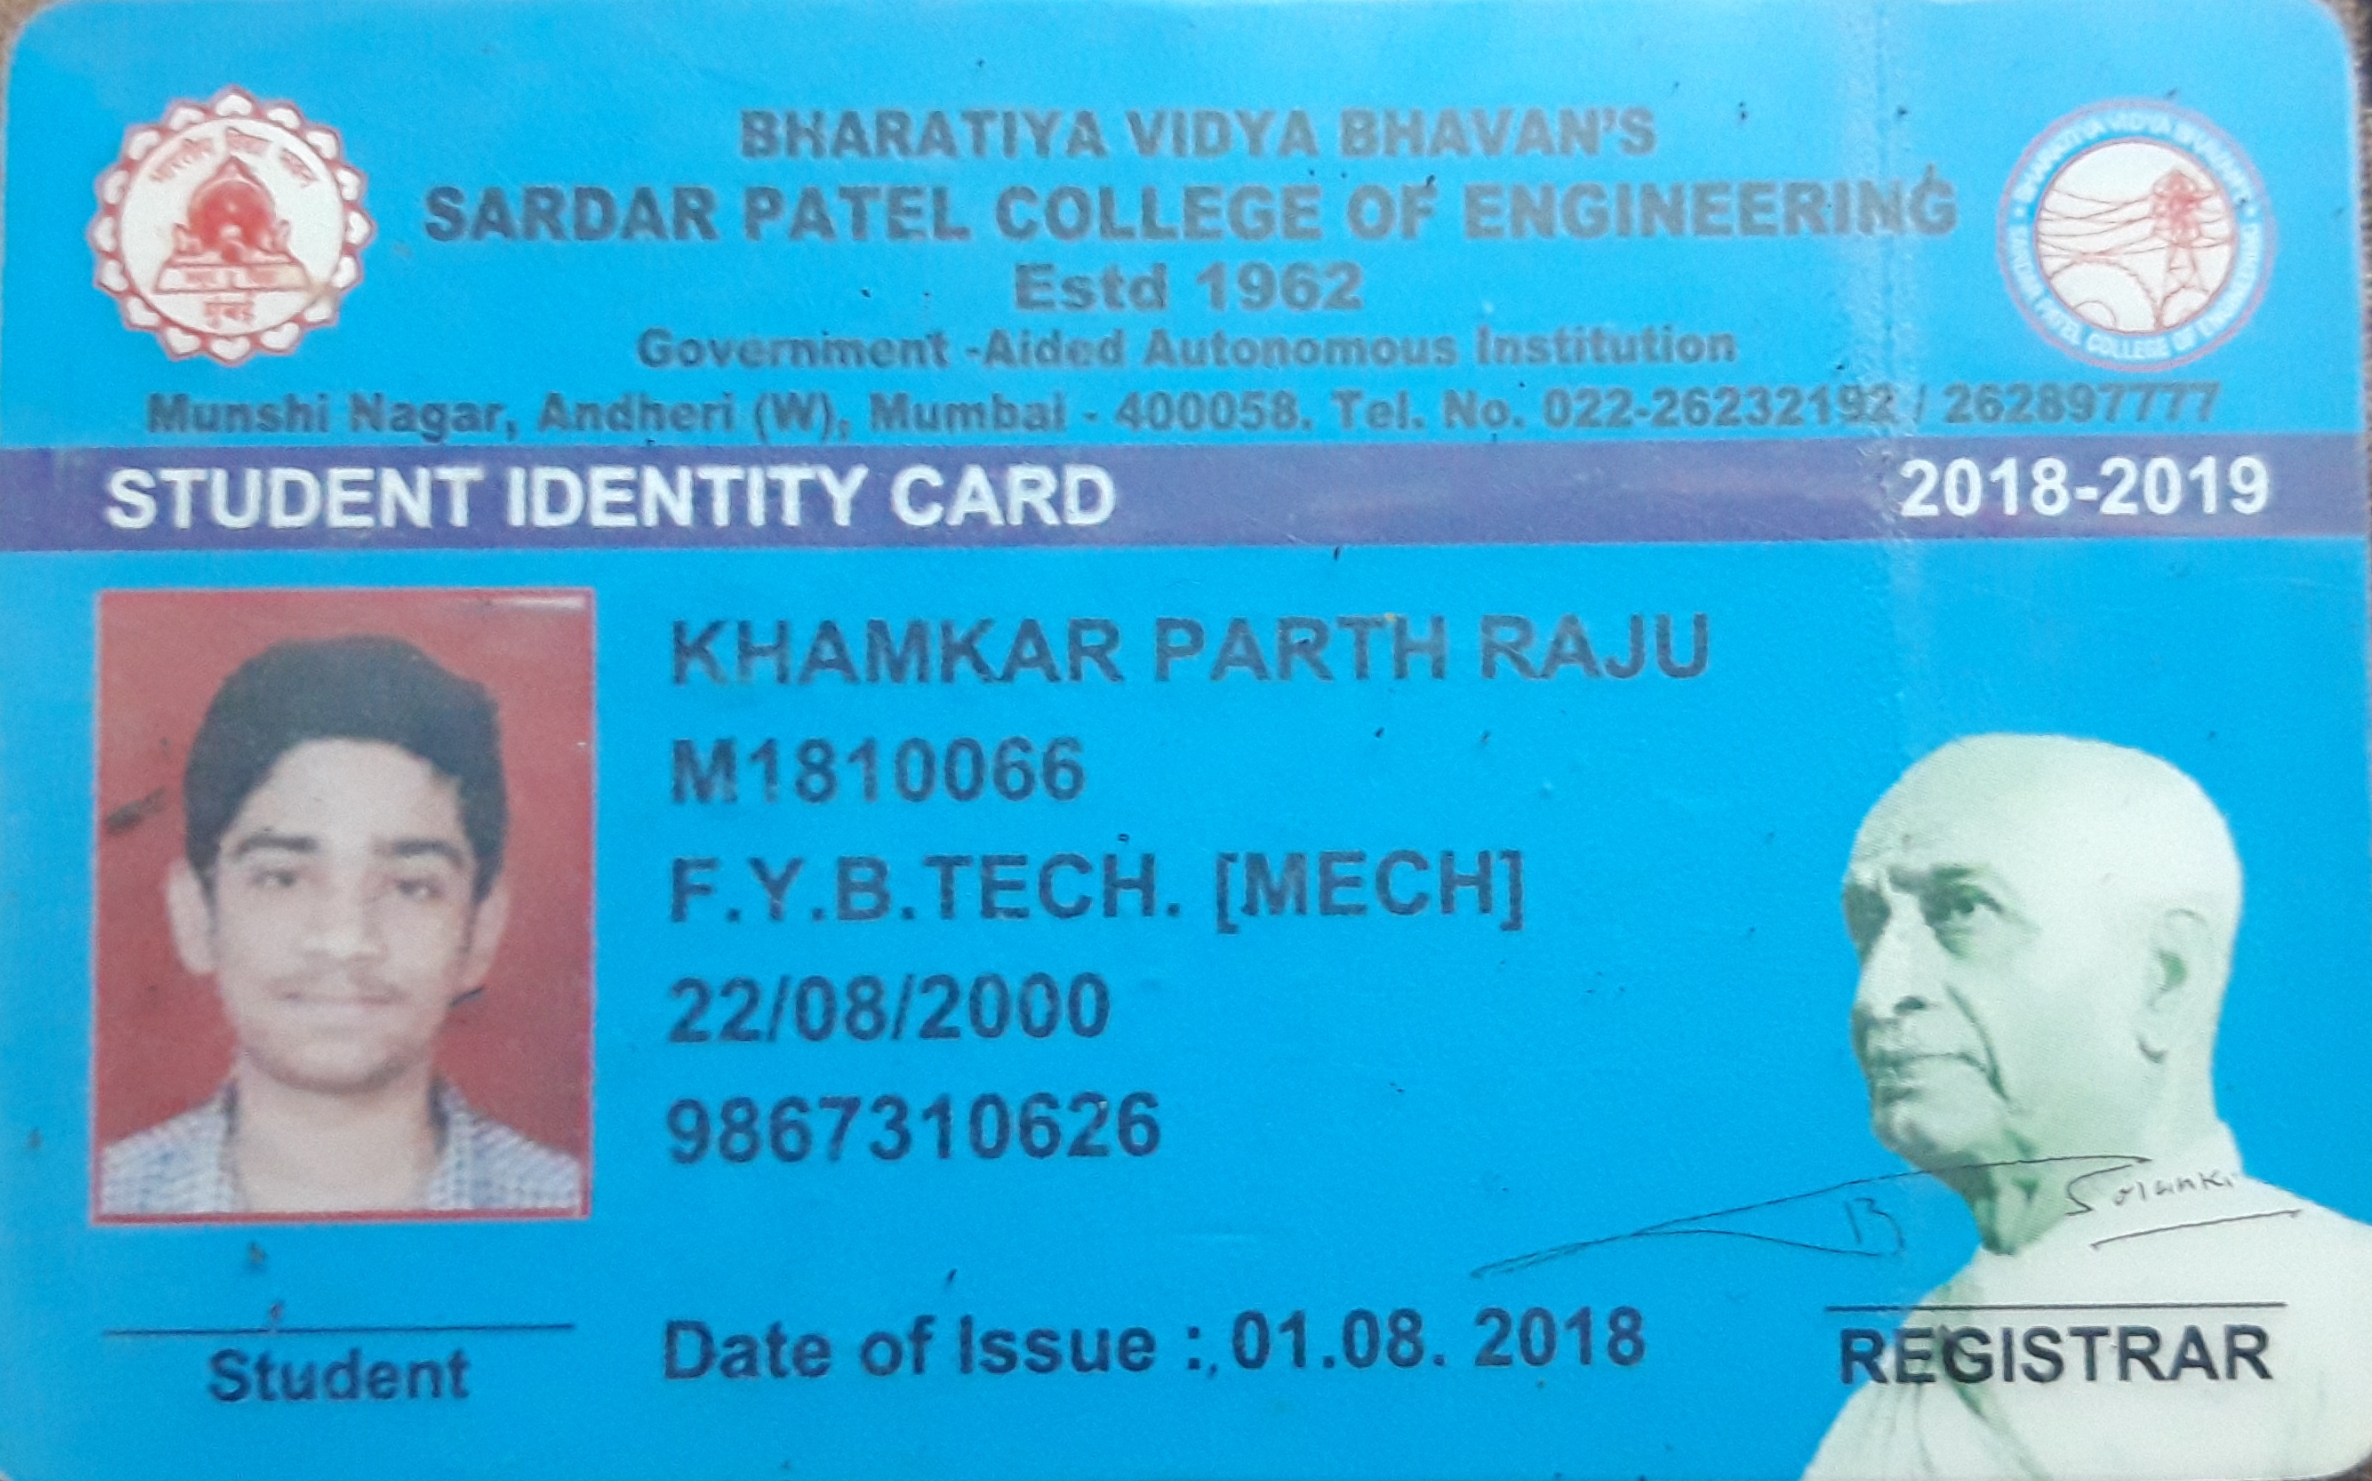 BHARATIYA VIDYA BHAVAN'S
SARDAR PATEL COLLEGE OF ENGINEERING
Estd 1962
Government -Aided Autonomous Institution
Munshi Nagar, Andheri (W), Mumbai - 400058. Tel. No. 022-26232192 / 262897777
मुंबई
BHARATIYA VIDYA BHAVAN'S
SARDAR PATEL COLLEGE OF ENGINEERING
STUDENT IDENTITY CARD 2018-2019
KHAMKAR PARTH RAJU
M1810066
F.Y.B.TECH. [MECH]
22/08/2000
9867310626
B Solanki
Student
Date of Issue : 01.08. 2018
REGISTRAR